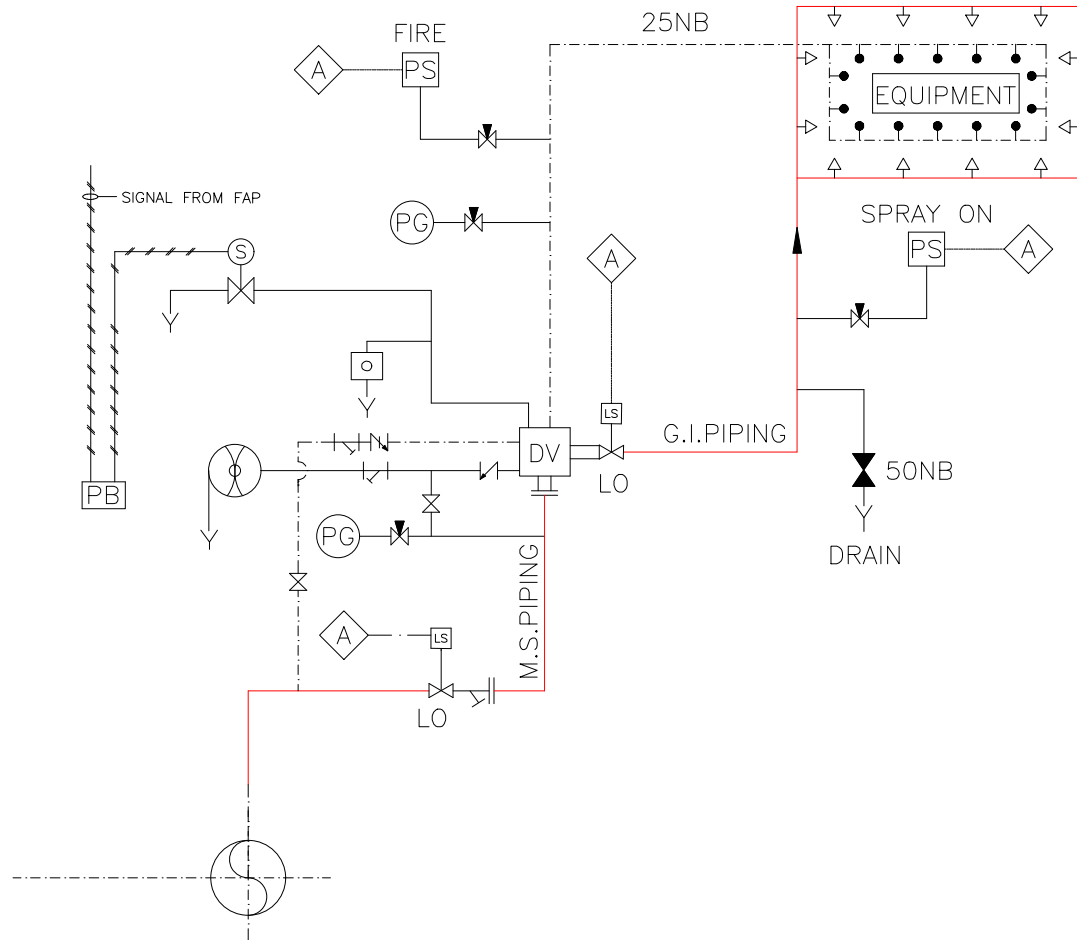 25NB
FIRE
A
PS
EQUIPMENT
SIGNAL FROM FAP
PG
SPRAY ON
S
A
PS
A
O
LS
G.I.PIPING
DV
LO
50NB
PB
PG
DRAIN
M.S.PIPING
A
LS
LO